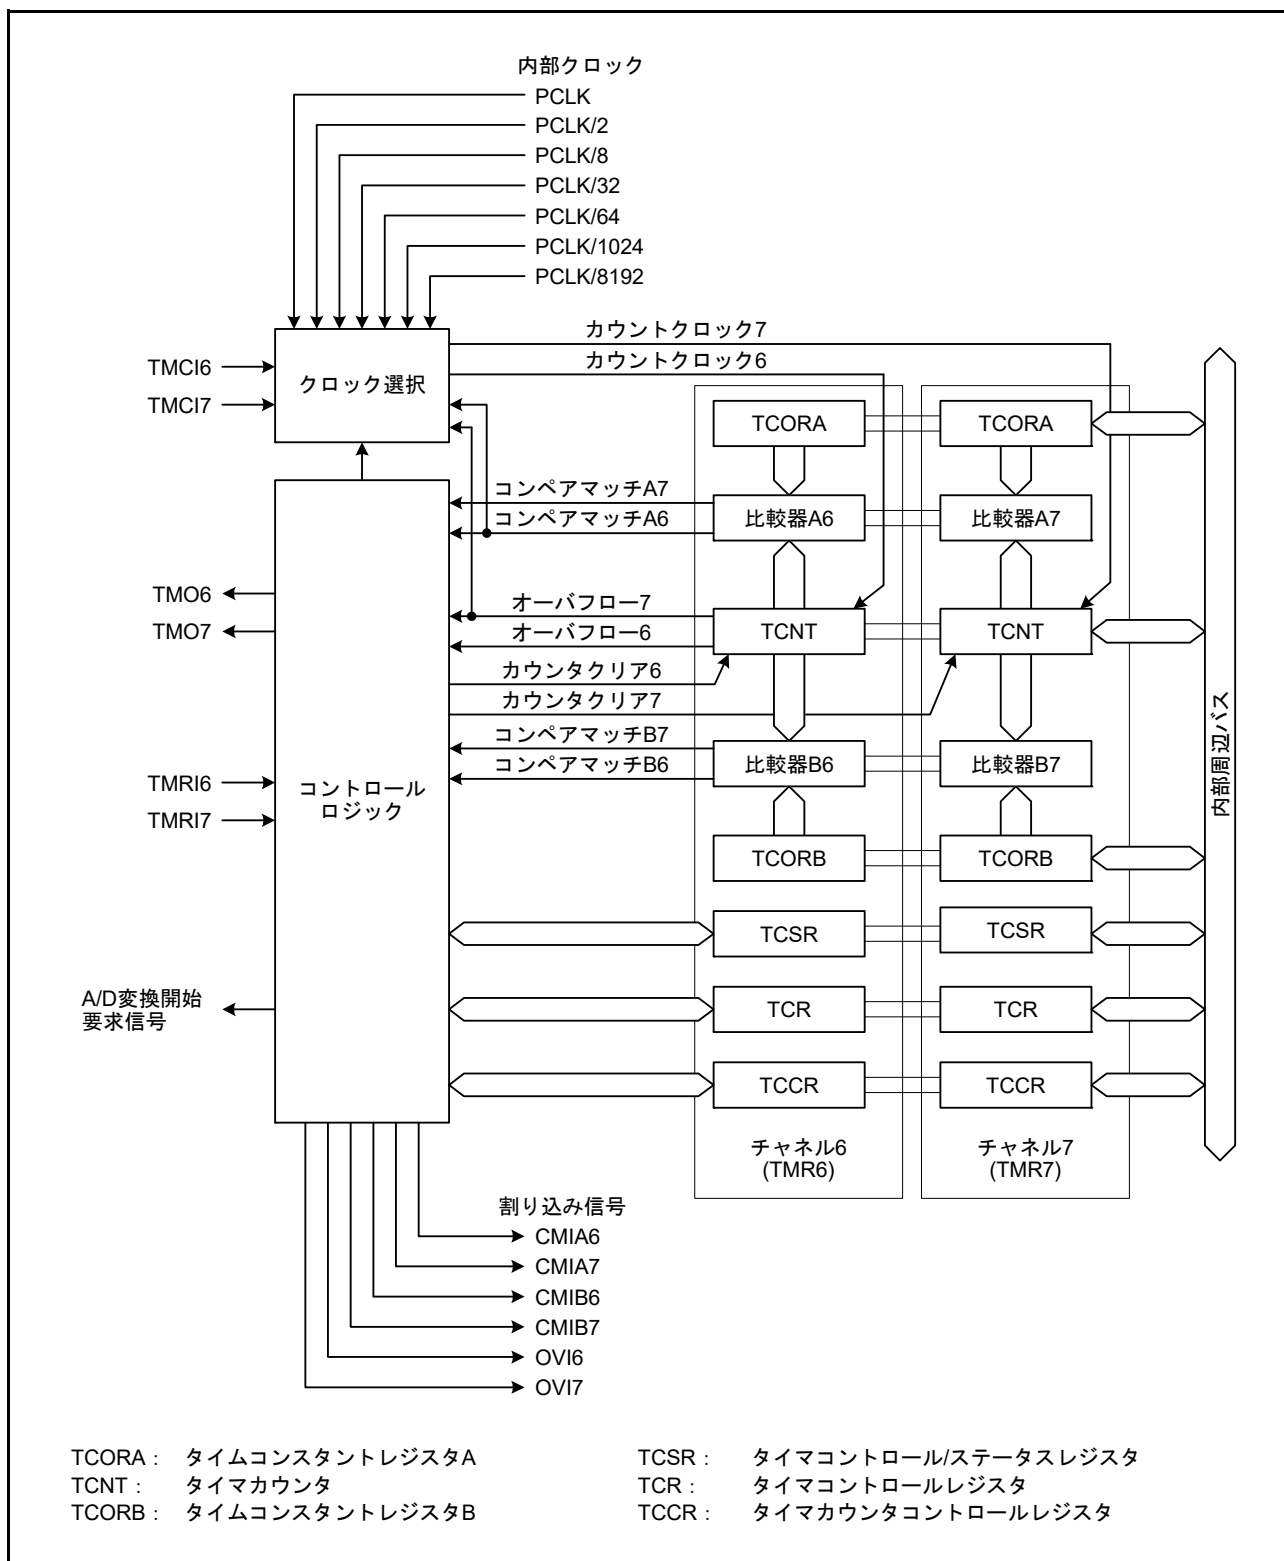 内部クロック
PCLK
PCLK/2
PCLK/8
PCLK/32
PCLK/64
PCLK/1024
PCLK/8192
カウントクロック7
カウントクロック6
TMCI6
TMCI7
クロック選択
TCORA
TCORA
コンペアマッチA7
コンペアマッチA6
比較器A6
比較器A7
TMO6
TMO7
オーバフロー7
オーバフロー6
TCNT
TCNT
カウンタクリア6
カウンタクリア7
コンペアマッチB7
コンペアマッチB6
比較器B6
比較器B7
内部周辺バス
TMRI6
TMRI7
コントロール
ロジック
TCORB
TCORB
TCSR
TCSR
A/D変換開始
要求信号
TCR
TCR
TCCR
TCCR
チャネル6
(TMR6)
チャネル7
(TMR7)
割り込み信号
CMIA6
CMIA7
CMIB6
CMIB7
OVI6
OVI7
TCORA : タイムコンスタントレジスタA
TCNT : タイマカウンタ
TCORB : タイムコンスタントレジスタB
TCSR : タイマコントロール/ステータスレジスタ
TCR : タイマコントロールレジスタ
TCCR : タイマカウンタコントロールレジスタ